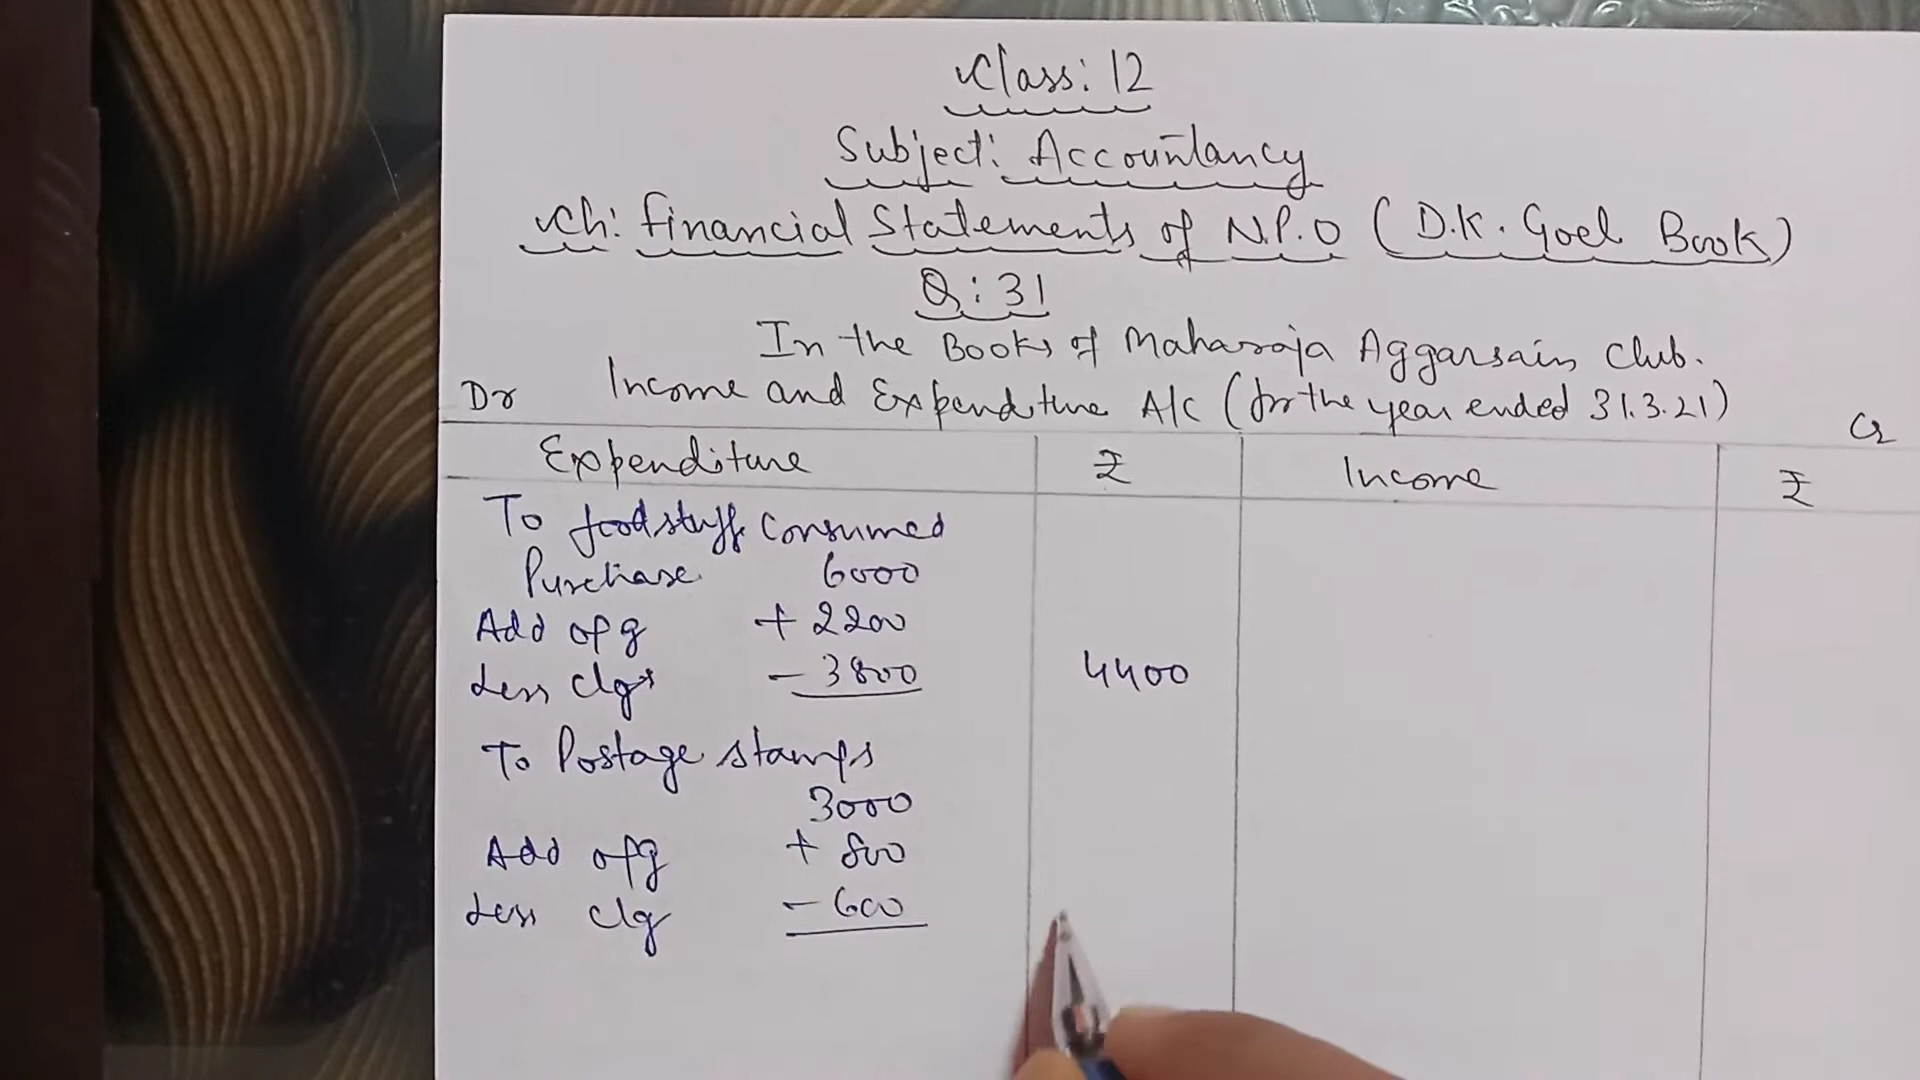 Class: 12
Subject: Accountancy
Ch: Financial Statements of N.P.O (D.K. Goel Book)
Q: 31
In the Books of Maharaja Aggarsain Club.
Dr Income and Expenditure A/c (for the year ended 31.3.21) Cr
Expenditure ₹ Income ₹
To foodstuff consumed
Purchase 6000
Add opg + 2200
Less clg - 3800 4400
To Postage stamps
3000
Add opg + 800
Less clg - 600